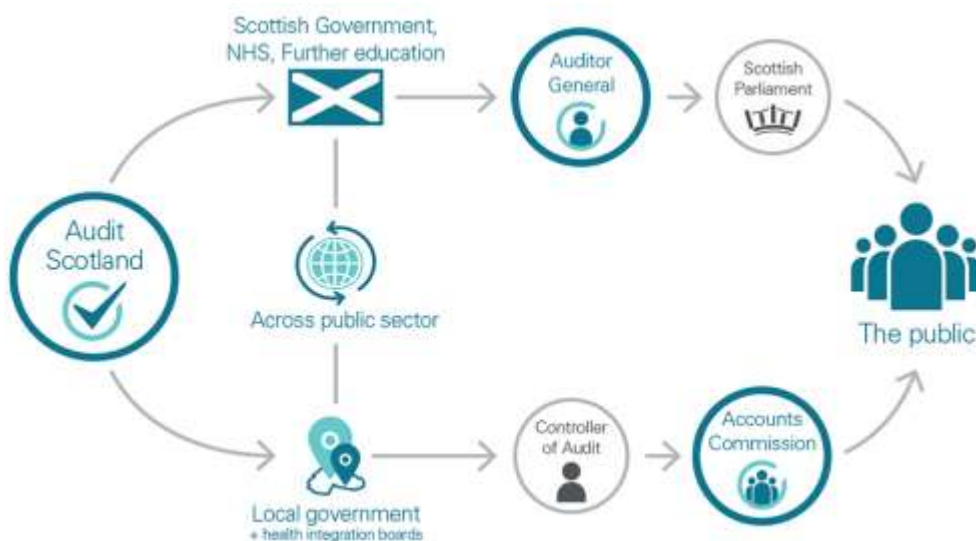 Scottish Government,
NHS, Further education
Auditor
General
Scottish
Parliament
Audit
Scotland
Across public sector
The public
Controller
of Audit
Accounts
Commission
Local government
+ health integration boards